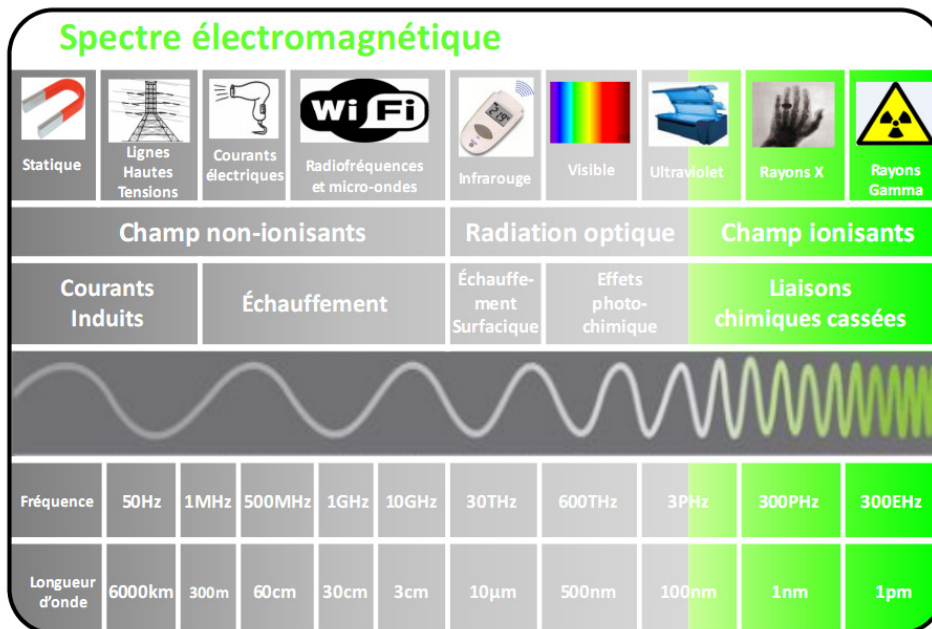 Spectre électromagnétique
Statique
Lignes
Hautes
Tensions
Courants
électriques
Wi Fi
Radiofréquences
et micro-ondes
219
Infrarouge
Visible
Ultraviolet
Rayons X
Rayons
Gamma
Champ non-ionisants
Radiation optique
Champ ionisants
Courants
Induits
Échauffement
Échauffe-
ment
Surfacique
Effets
photo-
chimique
Liaisons
chimiques cassées
Fréquence 50Hz 1MHz 500MHz 1GHz 10GHz 30THz 600THz 3PHz 300PHz 300EHz
Longueur
d'onde
6000km 300m 60cm 30cm 3cm 10µm 500nm 100nm 1nm 1pm